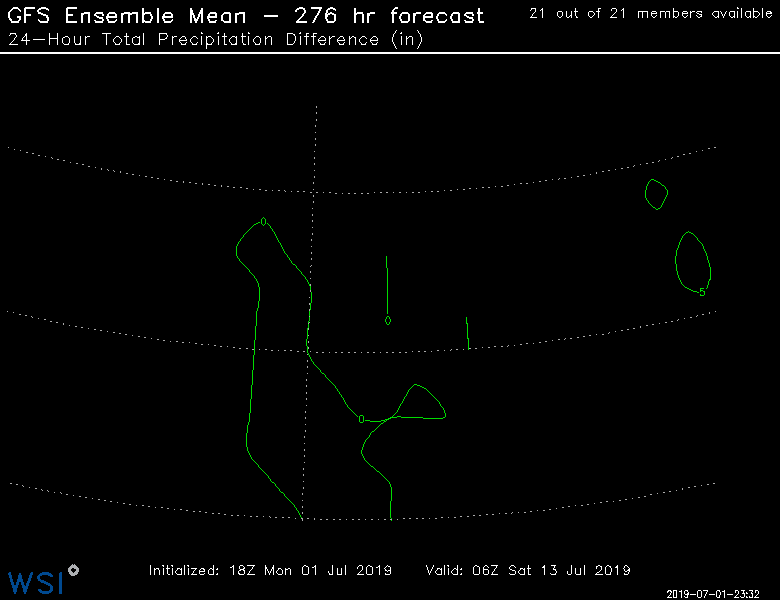 GFS Ensemble Mean – 276 hr forecast
21 out of 21 members available
24–Hour Total Precipitation Difference (in)
0
5
0
0
Initialized: 18Z Mon 01 Jul 2019
Valid: 06Z Sat 13 Jul 2019
WSI
2019-07-01-23:32